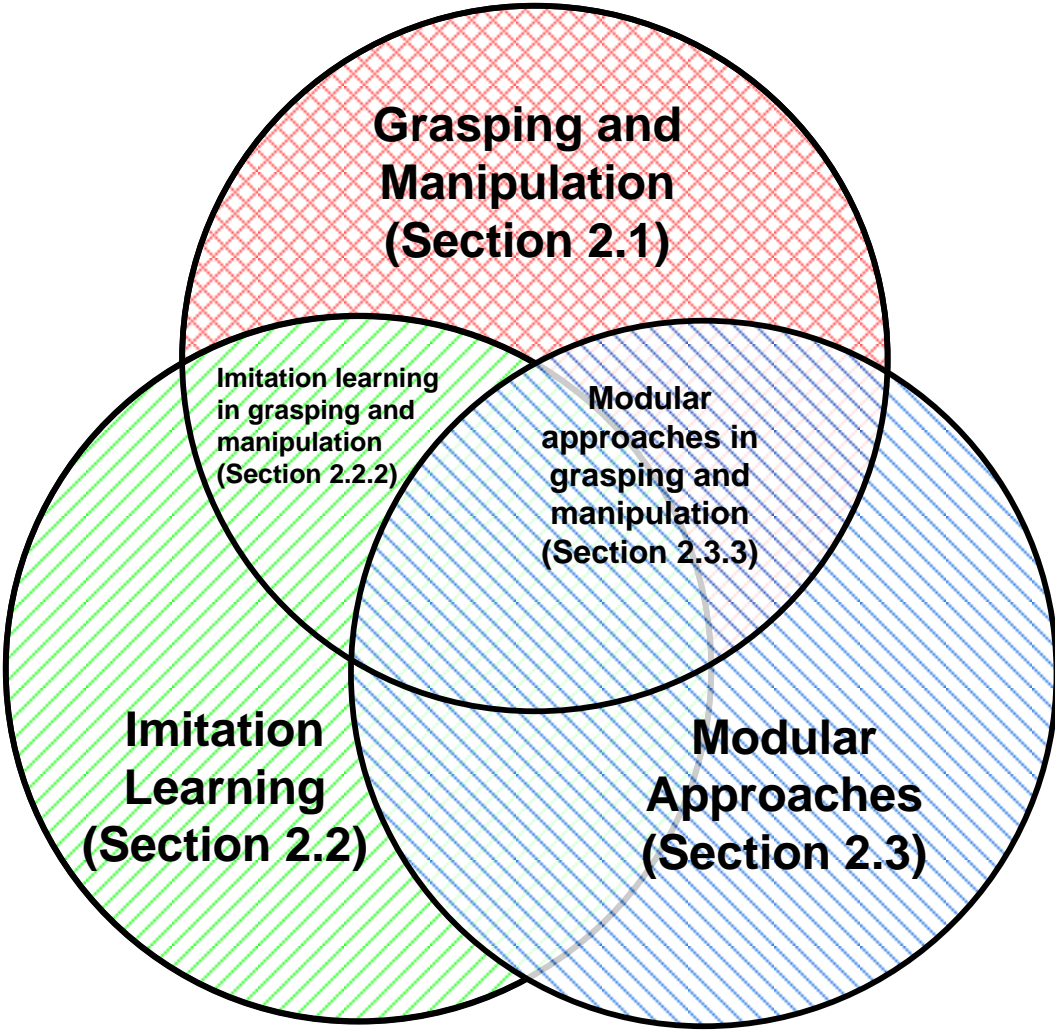 Grasping and
Manipulation
(Section 2.1)
Imitation learning
in grasping and
manipulation
(Section 2.2.2)
Modular
approaches in
grasping and
manipulation
(Section 2.3.3)
Imitation
Learning
(Section 2.2)
Modular
Approaches
(Section 2.3)